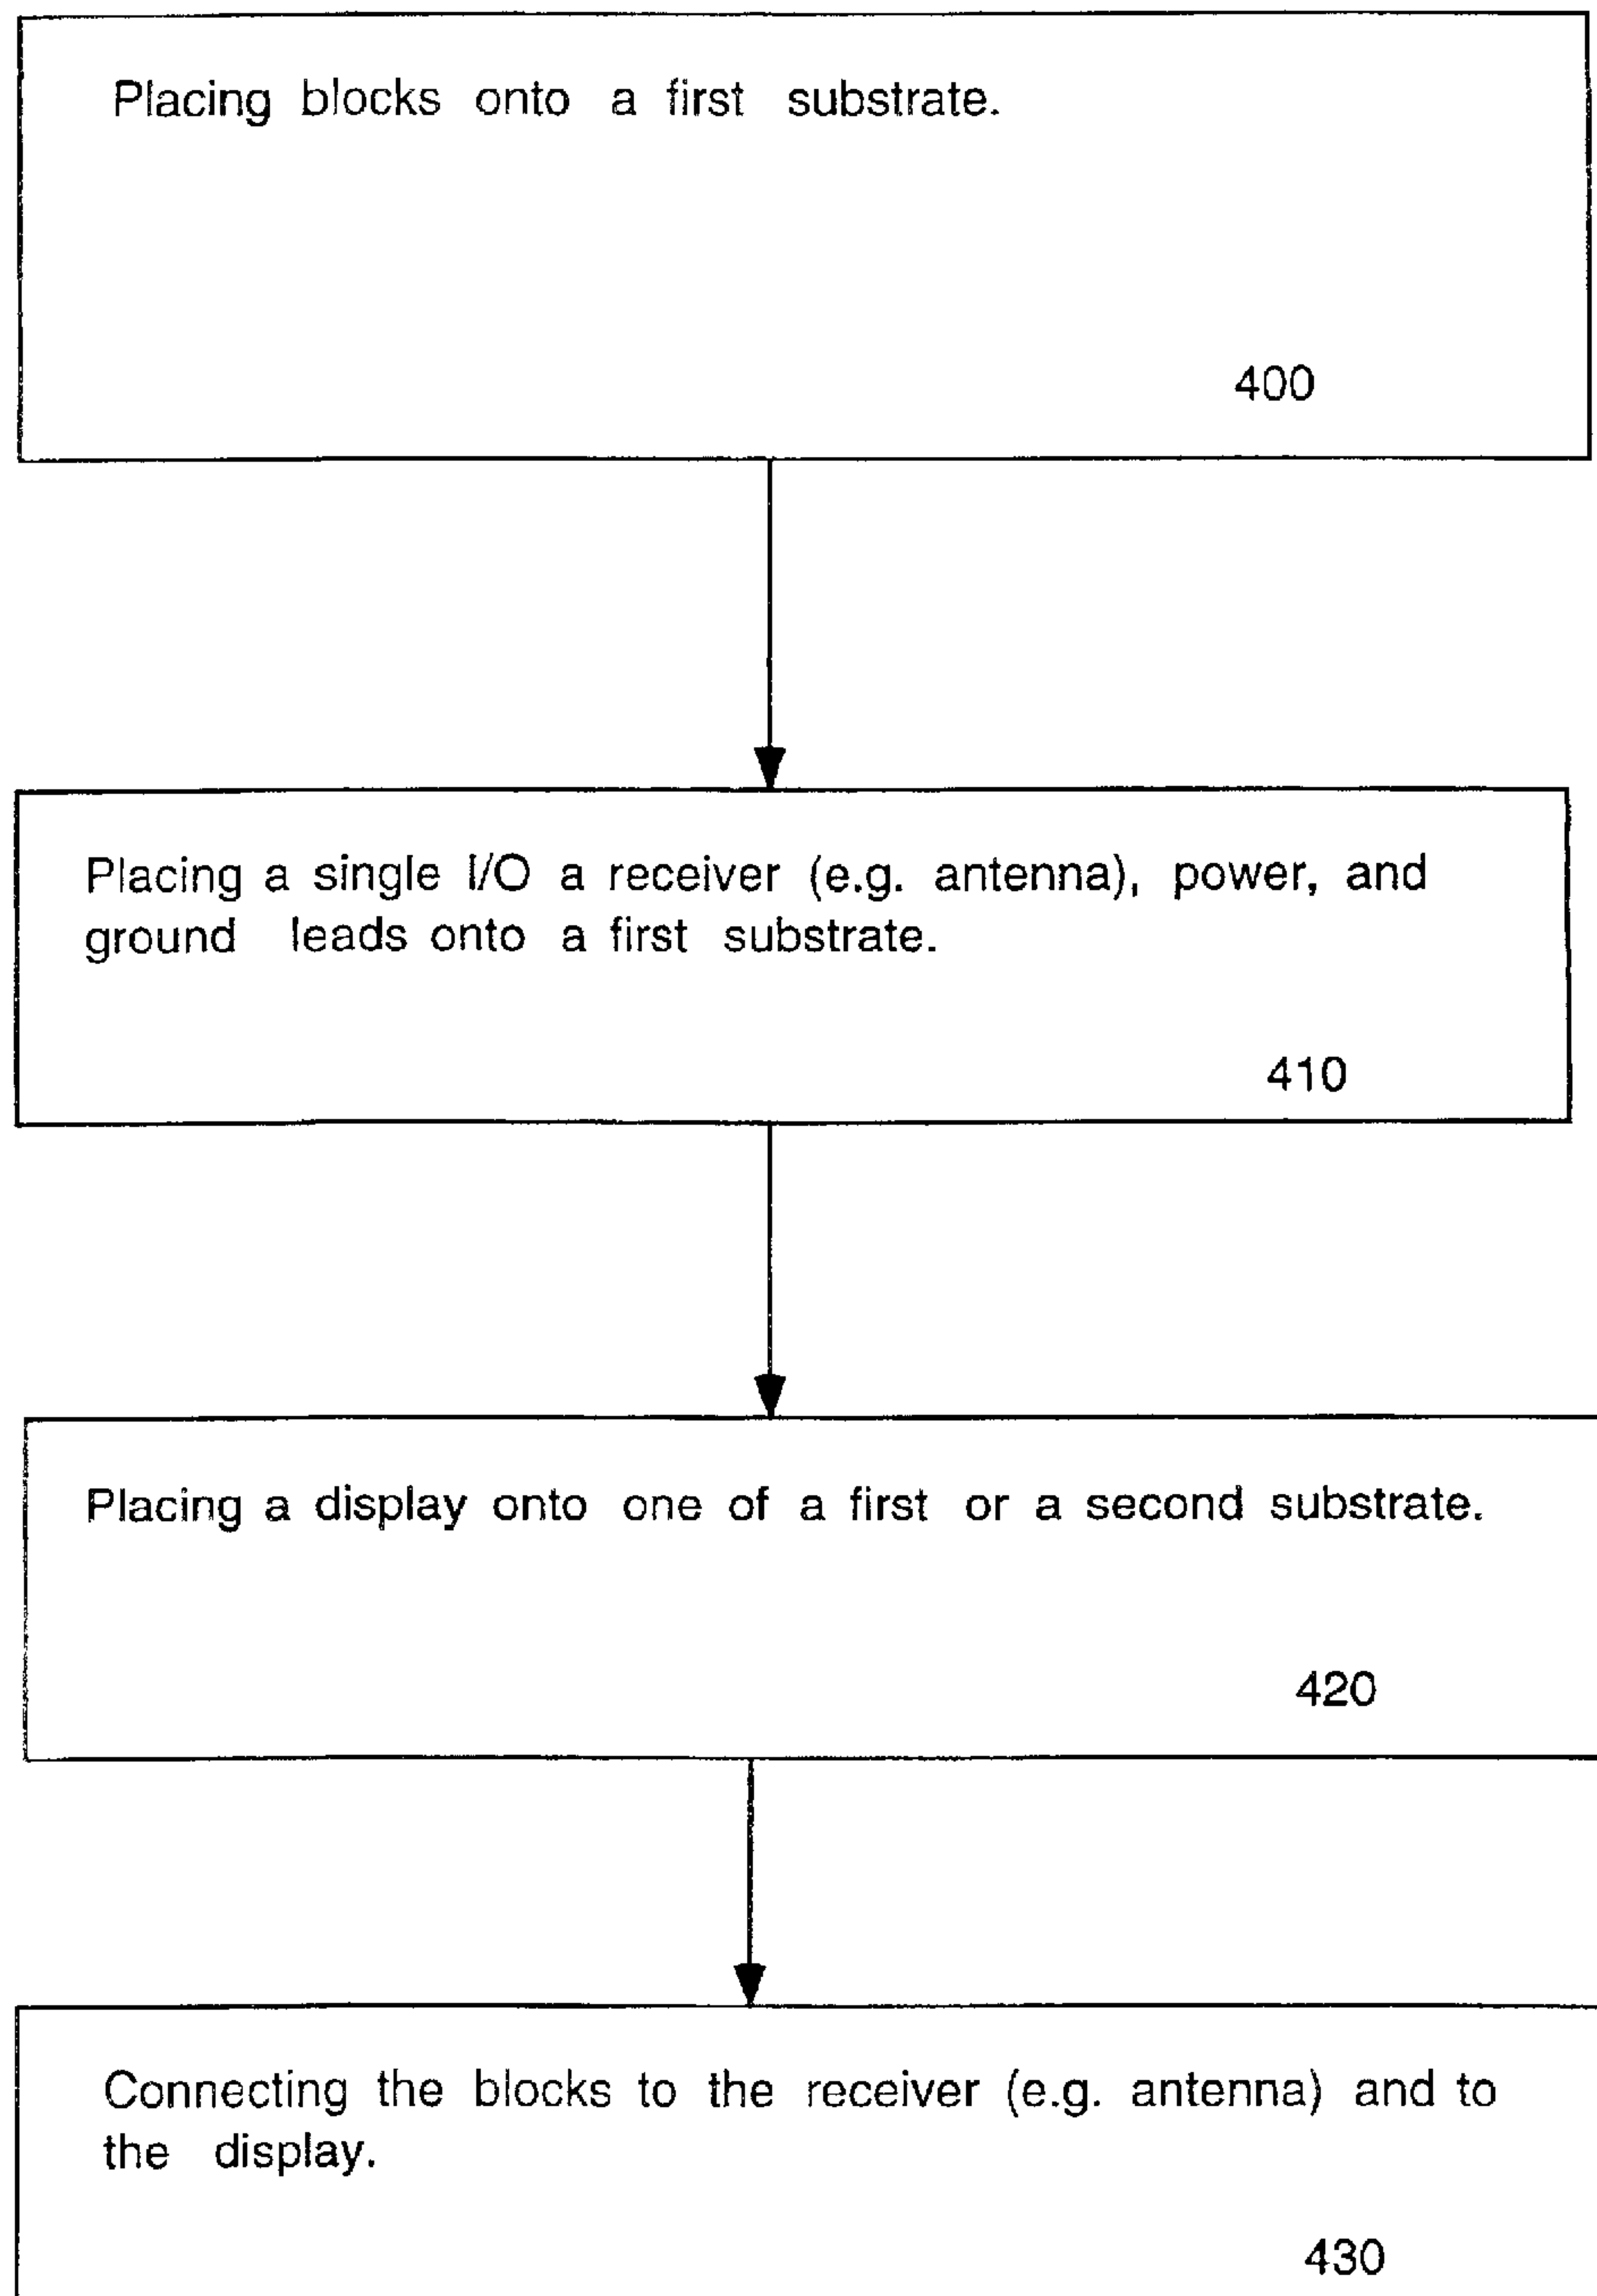 Placing blocks onto a first substrate.
400
Placing a single I/O a receiver (e.g. antenna), power, and
ground leads onto a first substrate.
410
Placing a display onto one of a first or a second substrate.
420
Connecting the blocks to the receiver (e.g. antenna) and to
the display.
430